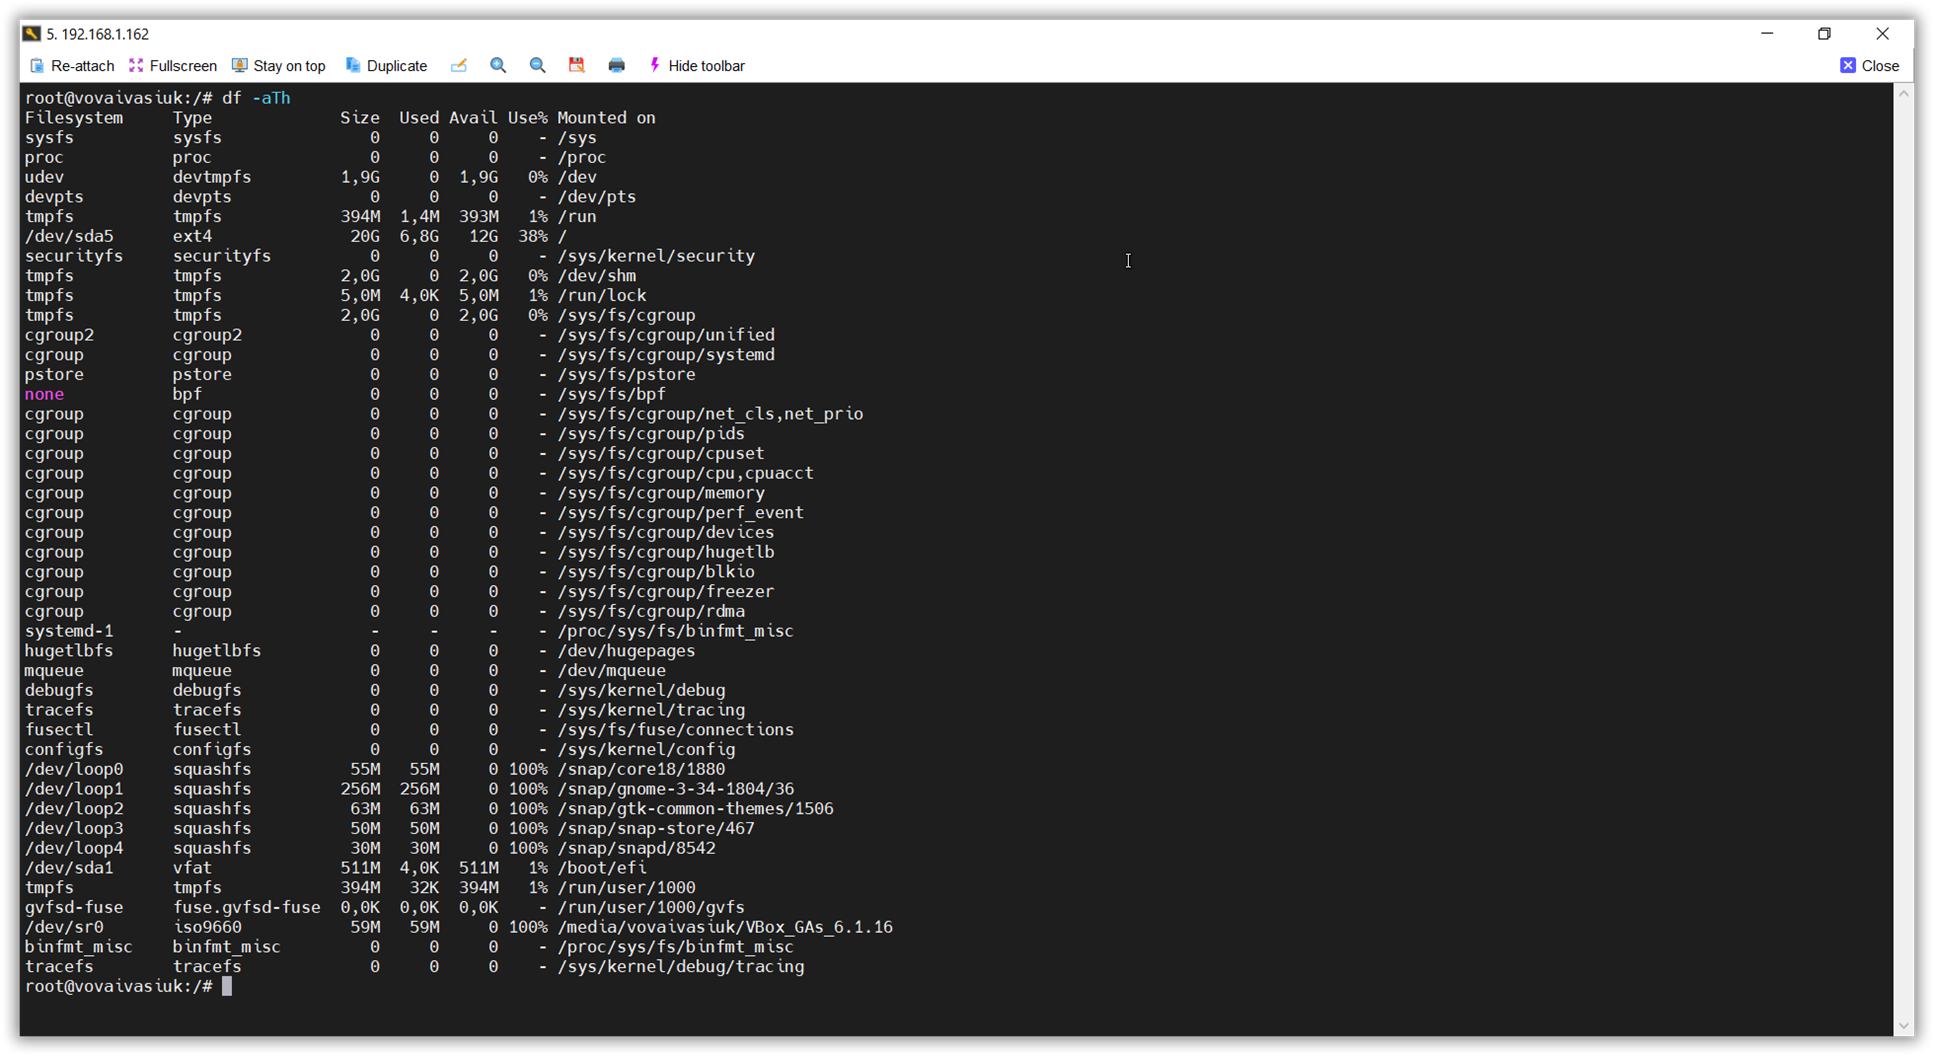 5. 192.168.1.162
Re-attach Fullscreen Stay on top Duplicate Hide toolbar Close
root@vovaivasiuk:/# df -aTh
Filesystem     Type             Size  Used Avail Use% Mounted on
sysfs          sysfs               0     0     0    - /sys
proc           proc                0     0     0    - /proc
udev           devtmpfs         1,9G     0  1,9G   0% /dev
devpts         devpts              0     0     0    - /dev/pts
tmpfs          tmpfs            394M  1,4M  393M   1% /run
/dev/sda5      ext4              20G  6,8G   12G  38% /
securityfs     securityfs          0     0     0    - /sys/kernel/security
tmpfs          tmpfs            2,0G     0  2,0G   0% /dev/shm
tmpfs          tmpfs            5,0M  4,0K  5,0M   1% /run/lock
tmpfs          tmpfs            2,0G     0  2,0G   0% /sys/fs/cgroup
cgroup2        cgroup2             0     0     0    - /sys/fs/cgroup/unified
cgroup         cgroup              0     0     0    - /sys/fs/cgroup/systemd
pstore         pstore              0     0     0    - /sys/fs/pstore
none           bpf                 0     0     0    - /sys/fs/bpf
cgroup         cgroup              0     0     0    - /sys/fs/cgroup/net_cls,net_prio
cgroup         cgroup              0     0     0    - /sys/fs/cgroup/pids
cgroup         cgroup              0     0     0    - /sys/fs/cgroup/cpuset
cgroup         cgroup              0     0     0    - /sys/fs/cgroup/cpu,cpuacct
cgroup         cgroup              0     0     0    - /sys/fs/cgroup/memory
cgroup         cgroup              0     0     0    - /sys/fs/cgroup/perf_event
cgroup         cgroup              0     0     0    - /sys/fs/cgroup/devices
cgroup         cgroup              0     0     0    - /sys/fs/cgroup/hugetlb
cgroup         cgroup              0     0     0    - /sys/fs/cgroup/blkio
cgroup         cgroup              0     0     0    - /sys/fs/cgroup/freezer
cgroup         cgroup              0     0     0    - /sys/fs/cgroup/rdma
systemd-1      -                   -     -     -    - /proc/sys/fs/binfmt_misc
hugetlbfs      hugetlbfs           0     0     0    - /dev/hugepages
mqueue         mqueue              0     0     0    - /dev/mqueue
debugfs        debugfs             0     0     0    - /sys/kernel/debug
tracefs        tracefs             0     0     0    - /sys/kernel/tracing
fusectl        fusectl             0     0     0    - /sys/fs/fuse/connections
configfs       configfs            0     0     0    - /sys/kernel/config
/dev/loop0     squashfs          55M   55M     0 100% /snap/core18/1880
/dev/loop1     squashfs         256M  256M     0 100% /snap/gnome-3-34-1804/36
/dev/loop2     squashfs          63M   63M     0 100% /snap/gtk-common-themes/1506
/dev/loop3     squashfs          50M   50M     0 100% /snap/snap-store/467
/dev/loop4     squashfs          30M   30M     0 100% /snap/snapd/8542
/dev/sda1      vfat             511M  4,0K  511M   1% /boot/efi
tmpfs          tmpfs            394M   32K  394M   1% /run/user/1000
gvfsd-fuse     fuse.gvfsd-fuse  0,0K  0,0K  0,0K    - /run/user/1000/gvfs
/dev/sr0       iso9660           59M   59M     0 100% /media/vovaivasiuk/VBox_GAs_6.1.16
binfmt_misc    binfmt_misc         0     0     0    - /proc/sys/fs/binfmt_misc
tracefs        tracefs             0     0     0    - /sys/kernel/debug/tracing
root@vovaivasiuk:/#